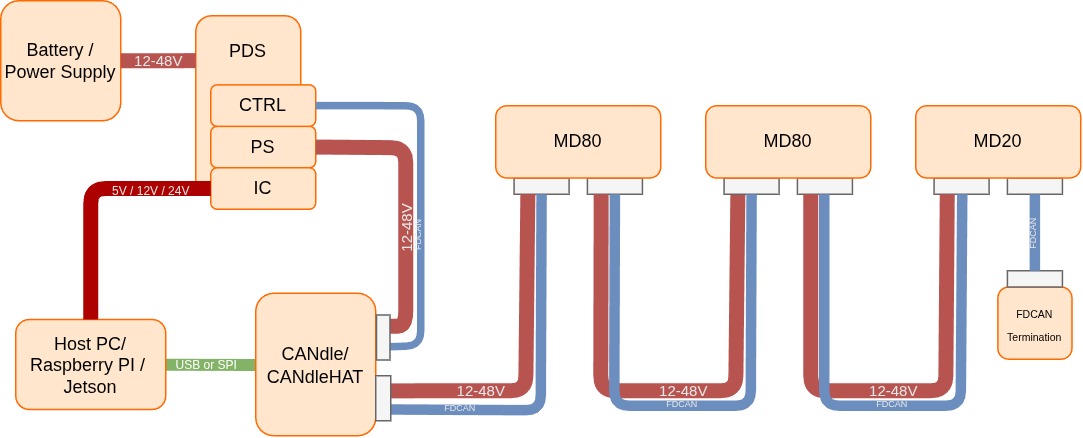 Battery /
Power Supply
12-48V
PDS
CTRL
PS
IC
5V / 12V / 24V
12-48V
FDCAN
Host PC/
Raspberry PI /
Jetson
USB or SPI
CANdle/
CANdleHAT
12-48V
FDCAN
MD80
12-48V
FDCAN
MD80
12-48V
FDCAN
MD20
FDCAN
FDCAN
Termination